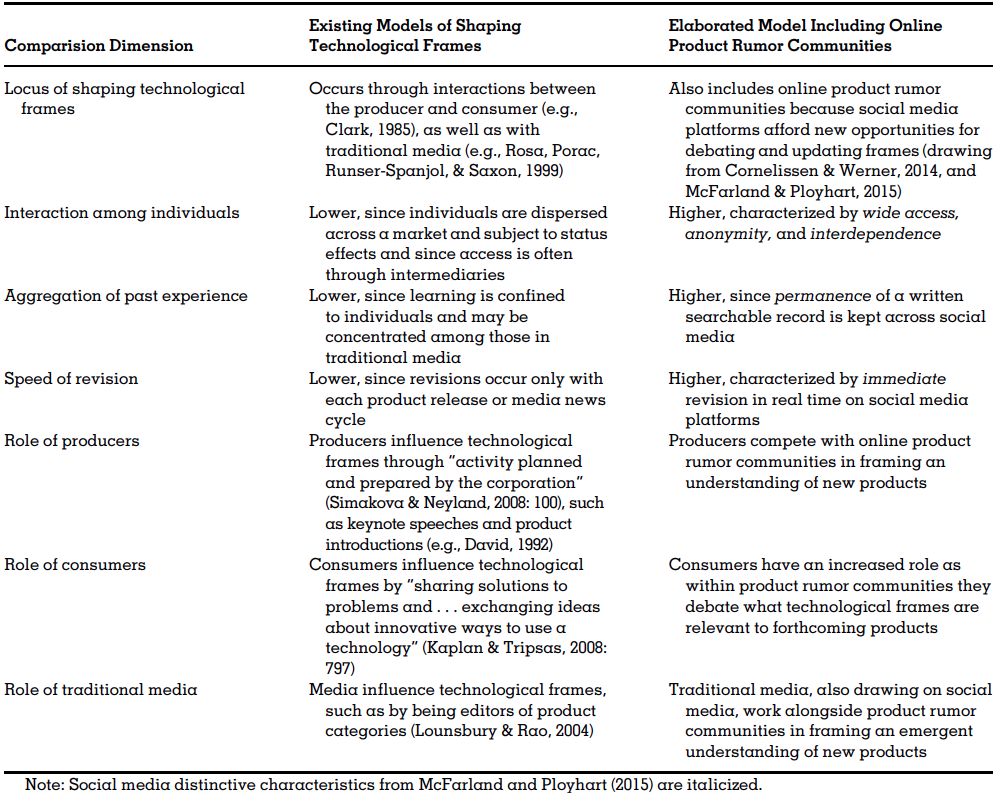 Comparision Dimension
Existing Models of Shaping
Technological Frames
Elaborated Model Including Online
Product Rumor Communities
Locus of shaping technological
frames
Occurs through interactions between
the producer and consumer (e.g.,
Clark, 1985), as well as with
traditional media (e.g., Rosa, Porac,
Runser-Spanjol, & Saxon, 1999)
Also includes online product rumor
communities because social media
platforms afford new opportunities for
debating and updating frames (drawing
from Cornelissen & Werner, 2014, and
McFarland & Ployhart, 2015)
Interaction among individuals
Lower, since individuals are dispersed
across a market and subject to status
effects and since access is often
through intermediaries
Higher, characterized by wide access,
anonymity, and interdependence
Aggregation of past experience
Lower, since learning is confined
to individuals and may be
concentrated among those in
traditional media
Higher, since permanence of a written
searchable record is kept across social
media
Speed of revision
Lower, since revisions occur only with
each product release or media news
cycle
Higher, characterized by immediate
revision in real time on social media
platforms
Role of producers
Producers influence technological
frames through "activity planned
and prepared by the corporation"
(Simakova & Neyland, 2008: 100), such
as keynote speeches and product
introductions (e.g., David, 1992)
Producers compete with online product
rumor communities in framing an
understanding of new products
Role of consumers
Consumers influence technological
frames by "sharing solutions to
problems and . . . exchanging ideas
about innovative ways to use a
technology" (Kaplan & Tripsas, 2008:
797)
Consumers have an increased role as
within product rumor communities they
debate what technological frames are
relevant to forthcoming products
Role of traditional media
Media influence technological frames,
such as by being editors of product
categories (Lounsbury & Rao, 2004)
Traditional media, also drawing on social
media, work alongside product rumor
communities in framing an emergent
understanding of new products
Note: Social media distinctive characteristics from McFarland and Ployhart (2015) are italicized.